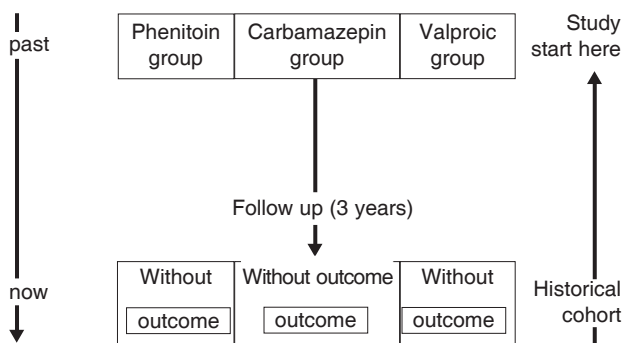 past
Phenitoin group
Carbamazepin group
Valproic group
Study start here
Follow up (3 years)
now
Without
outcome
Without outcome
outcome
Without
outcome
Historical cohort